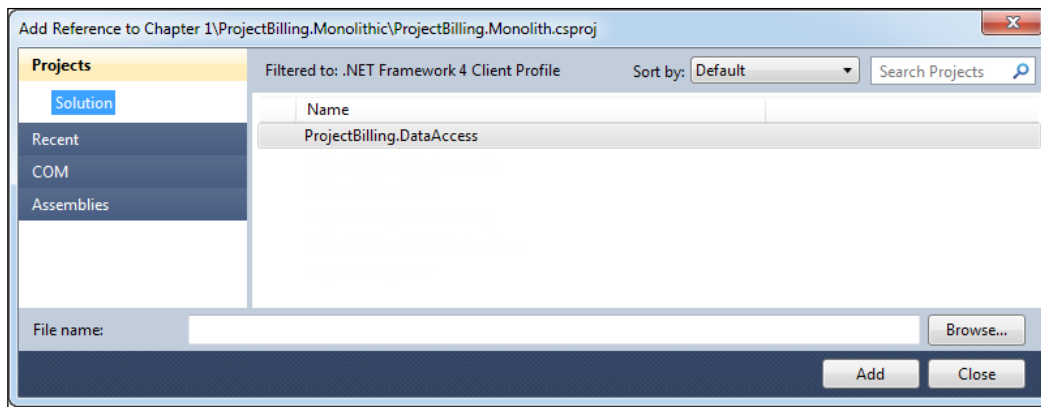 Add Reference to Chapter 1\ProjectBilling.Monolithic\ProjectBilling.Monolith.csproj
Projects
Solution
Recent
COM
Assemblies
Filtered to: .NET Framework 4 Client Profile
Sort by: Default
Search Projects
Name
ProjectBilling.DataAccess
File name:
Browse...
Add
Close